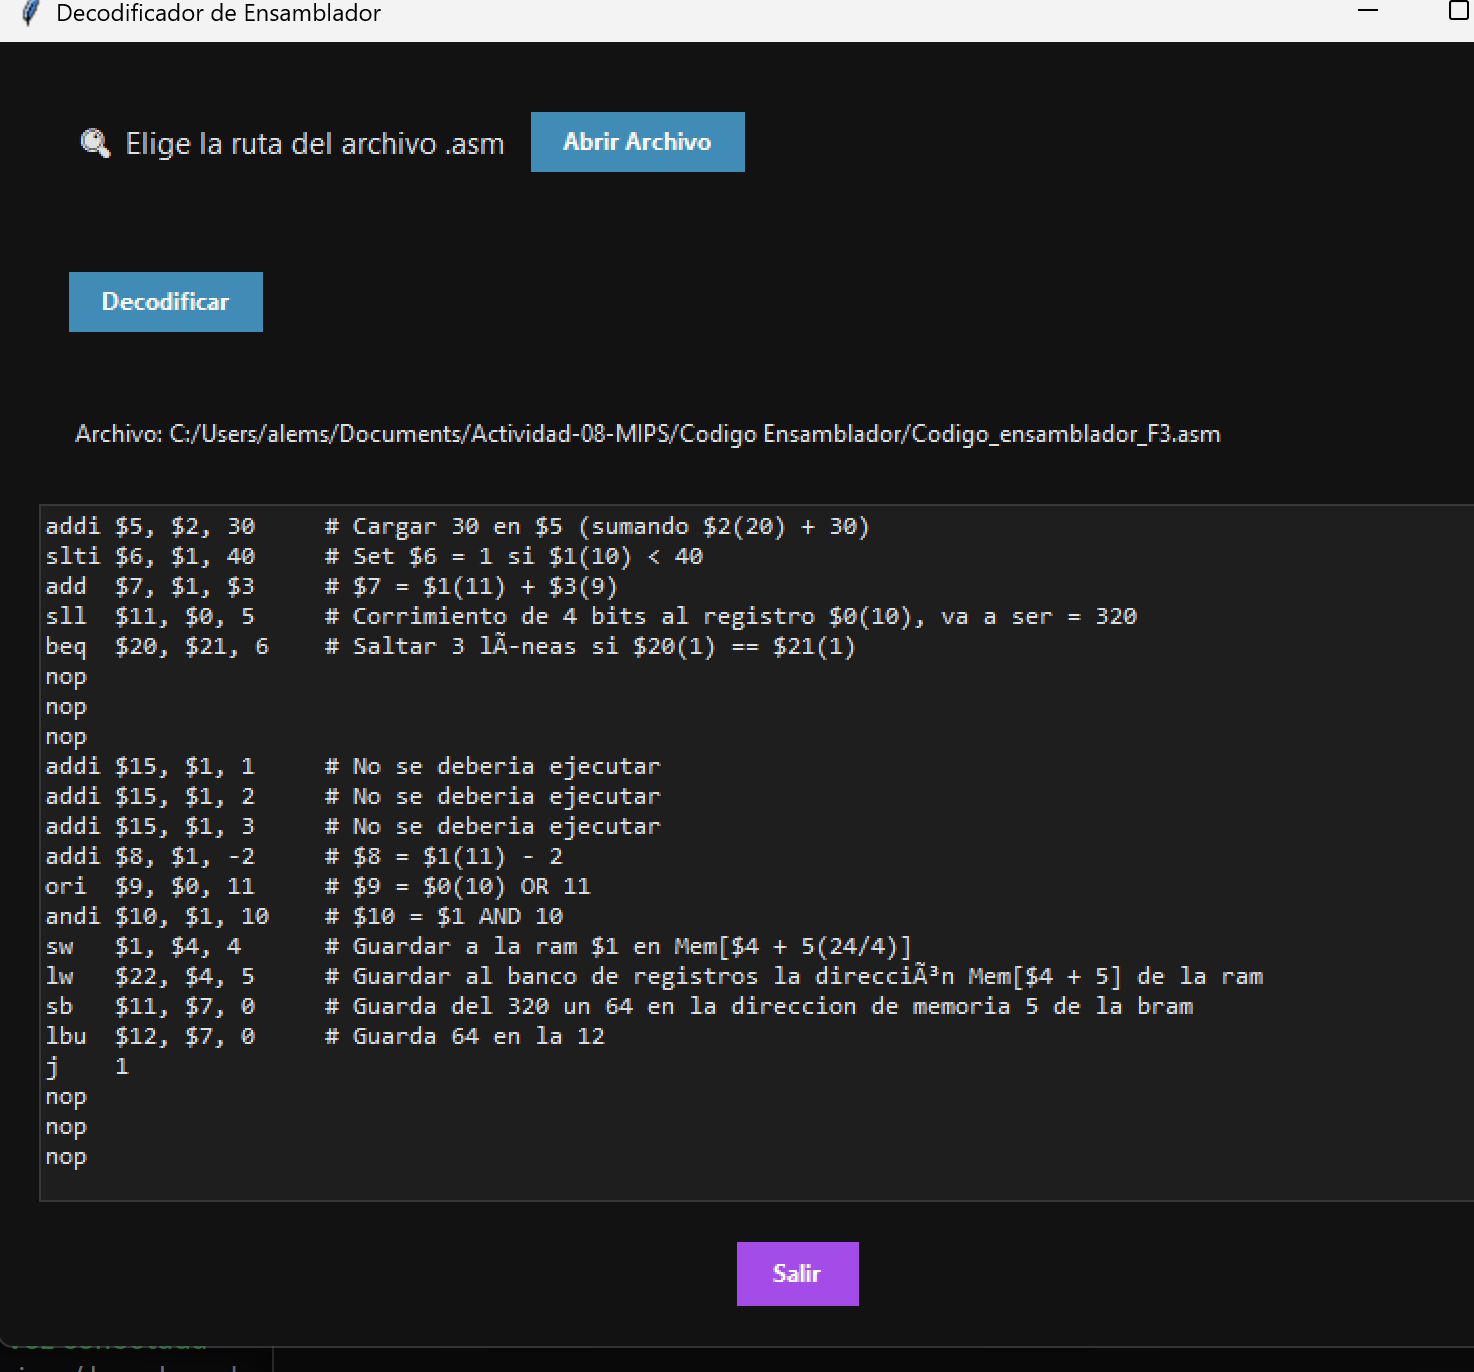 Decodificador de Ensamblador
Elige la ruta del archivo .asm
Abrir Archivo
Decodificar
Archivo: C:/Users/alems/Documents/Actividad-08-MIPS/Codigo Ensamblador/Codigo_ensamblador_F3.asm
addi $5, $2, 30     # Cargar 30 en $5 (sumando $2(20) + 30)
slti $6, $1, 40     # Set $6 = 1 si $1(10) < 40
add  $7, $1, $3     # $7 = $1(11) + $3(9)
sll  $11, $0, 5     # Corrimiento de 4 bits al registro $0(10), va a ser = 320
beq  $20, $21, 6    # Saltar 3 lÃ-neas si $20(1) == $21(1)
nop
nop
nop
addi $15, $1, 1     # No se deberia ejecutar
addi $15, $1, 2     # No se deberia ejecutar
addi $15, $1, 3     # No se deberia ejecutar
addi $8, $1, -2     # $8 = $1(11) - 2
ori  $9, $0, 11     # $9 = $0(10) OR 11
andi $10, $1, 10    # $10 = $1 AND 10
sw   $1, $4, 4      # Guardar a la ram $1 en Mem[$4 + 5(24/4)]
lw   $22, $4, 5     # Guardar al banco de registros la direcciÃ³n Mem[$4 + 5] de la ram
sb   $11, $7, 0     # Guarda del 320 un 64 en la direccion de memoria 5 de la bram
lbu  $12, $7, 0     # Guarda 64 en la 12
j    1
nop
nop
nop
Salir